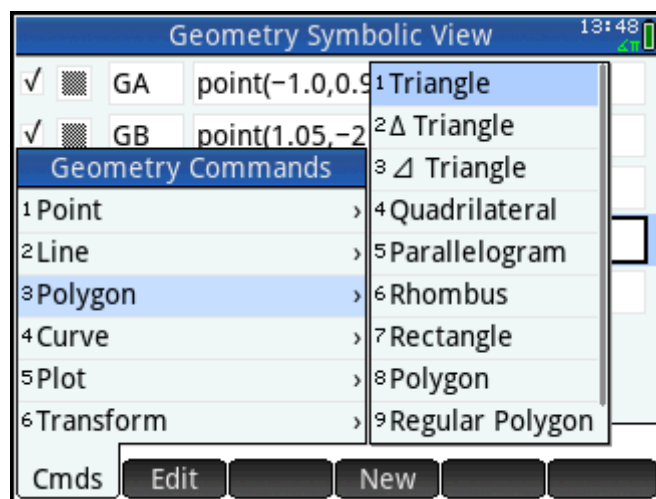 Geometry Symbolic View 13:48
∡π
√ GA point(−1.0,0.9
√ GB point(1.05,−2
Geometry Commands
1 Point ›
2 Line ›
3 Polygon ›
4 Curve ›
5 Plot ›
6 Transform ›
1 Triangle
2 Δ Triangle
3 ⊿ Triangle
4 Quadrilateral
5 Parallelogram
6 Rhombus
7 Rectangle
8 Polygon
9 Regular Polygon
Cmds Edit New